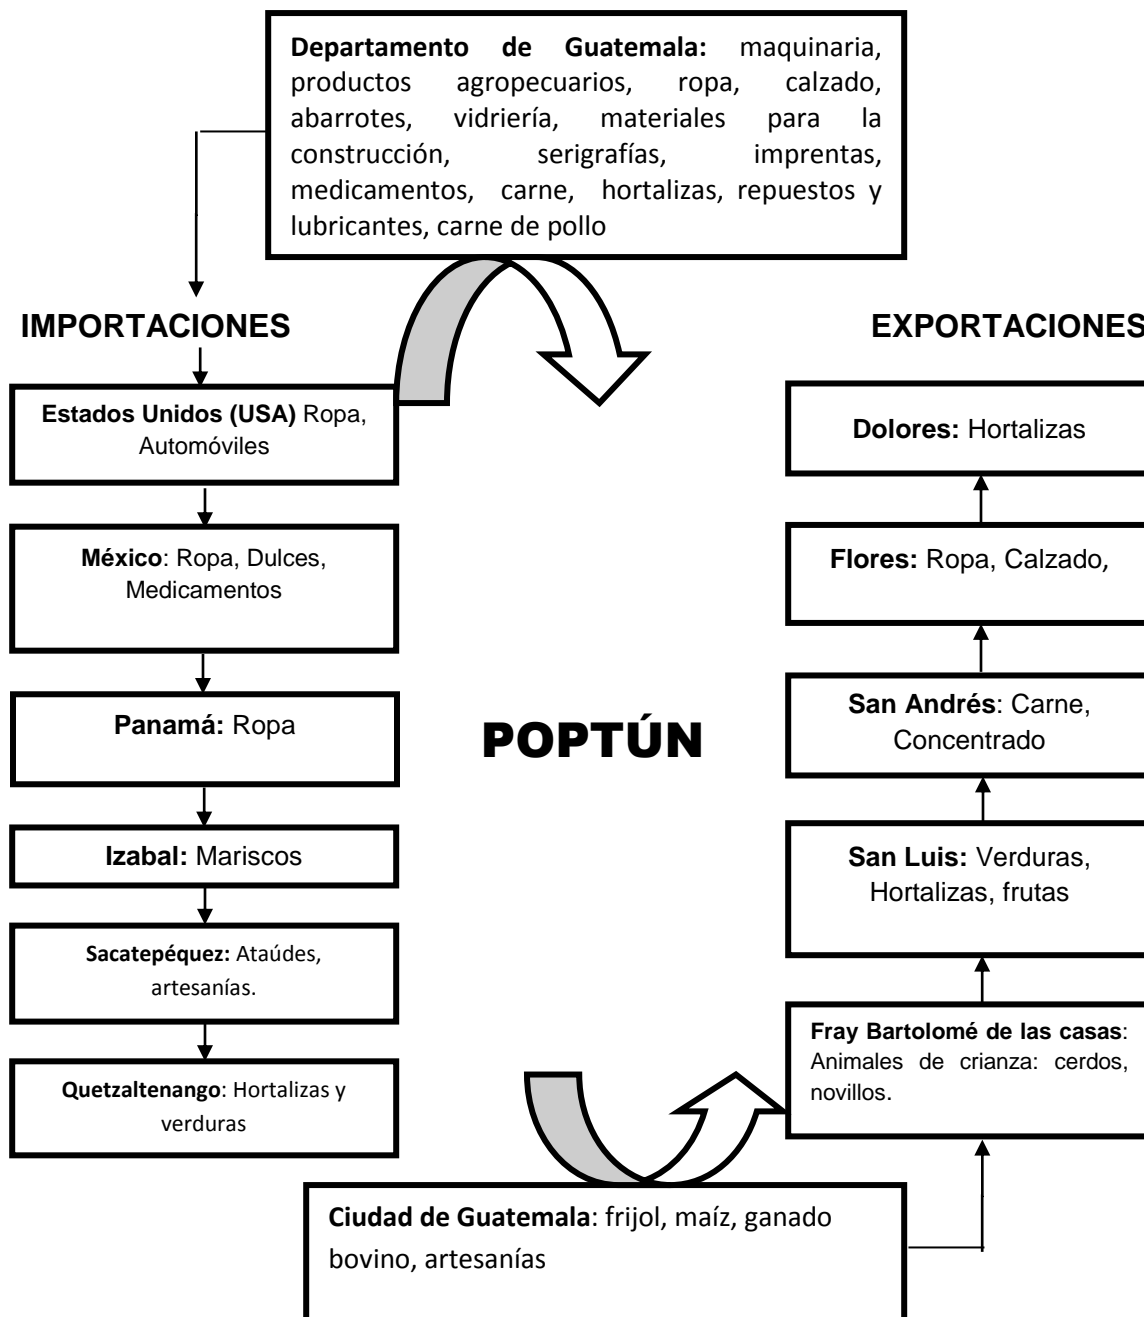 Departamento de Guatemala: maquinaria,
productos agropecuarios, ropa, calzado,
abarrotes, vidriería, materiales para la
construcción, serigrafías, imprentas,
medicamentos, carne, hortalizas, repuestos y
lubricantes, carne de pollo
IMPORTACIONES
Estados Unidos (USA) Ropa,
Automóviles
México: Ropa, Dulces,
Medicamentos
Panamá: Ropa
Izabal: Mariscos
Sacatepéquez: Ataúdes,
artesanías.
Quetzaltenango: Hortalizas y
verduras
POPTÚN
EXPORTACIONES
Dolores: Hortalizas
Flores: Ropa, Calzado,
San Andrés: Carne,
Concentrado
San Luis: Verduras,
Hortalizas, frutas
Fray Bartolomé de las casas:
Animales de crianza: cerdos,
novillos.
Ciudad de Guatemala: frijol, maíz, ganado
bovino, artesanías